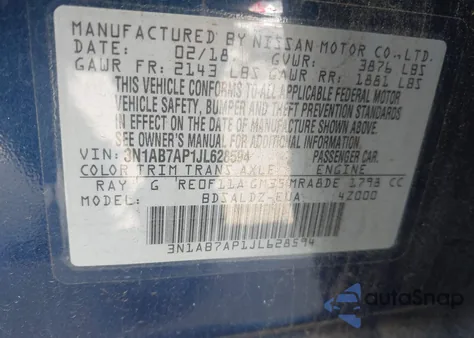 MANUFACTURED BY NISSAN MOTOR CO.,LTD.
DATE: 02/18 GVWR: 3876 LBS
GAWR FR: 2143 LBS GAWR RR: 1881 LBS
THIS VEHICLE CONFORMS TO ALL APPLICABLE FEDERAL MOTOR
VEHICLE SAFETY, BUMPER AND THEFT PREVENTION STANDARDS
IN EFFECT ON THE DATE OF MANUFACTURE SHOWN ABOVE.
SEE OWNER'S MANUAL FOR ADDITIONAL INFORMATION.
VIN: 3N1AB7AP1JL628594 PASSENGER CAR
COLOR TRIM TRANS AXLE ENGINE
RAY G RE0F11A GM35 MRA8DE 1798 CC
MODEL: BDSALDZ-EUA 42000
3N1AB7AP1JL628594
autoSnap